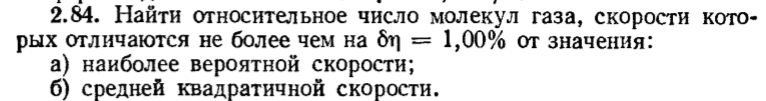 2.84. Найти относительное число молекул газа, скорости кото-
рых отличаются не более чем на δη = 1,00% от значения:
а) наиболее вероятной скорости;
б) средней квадратичной скорости.